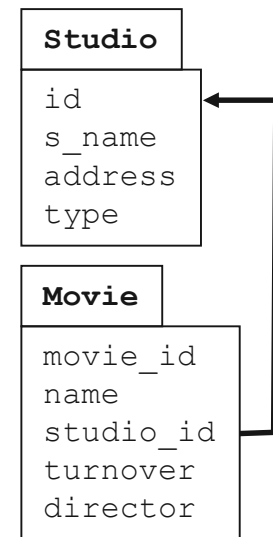 Studio
id
s_name
address
type
Movie
movie_id
name
studio_id
turnover
director